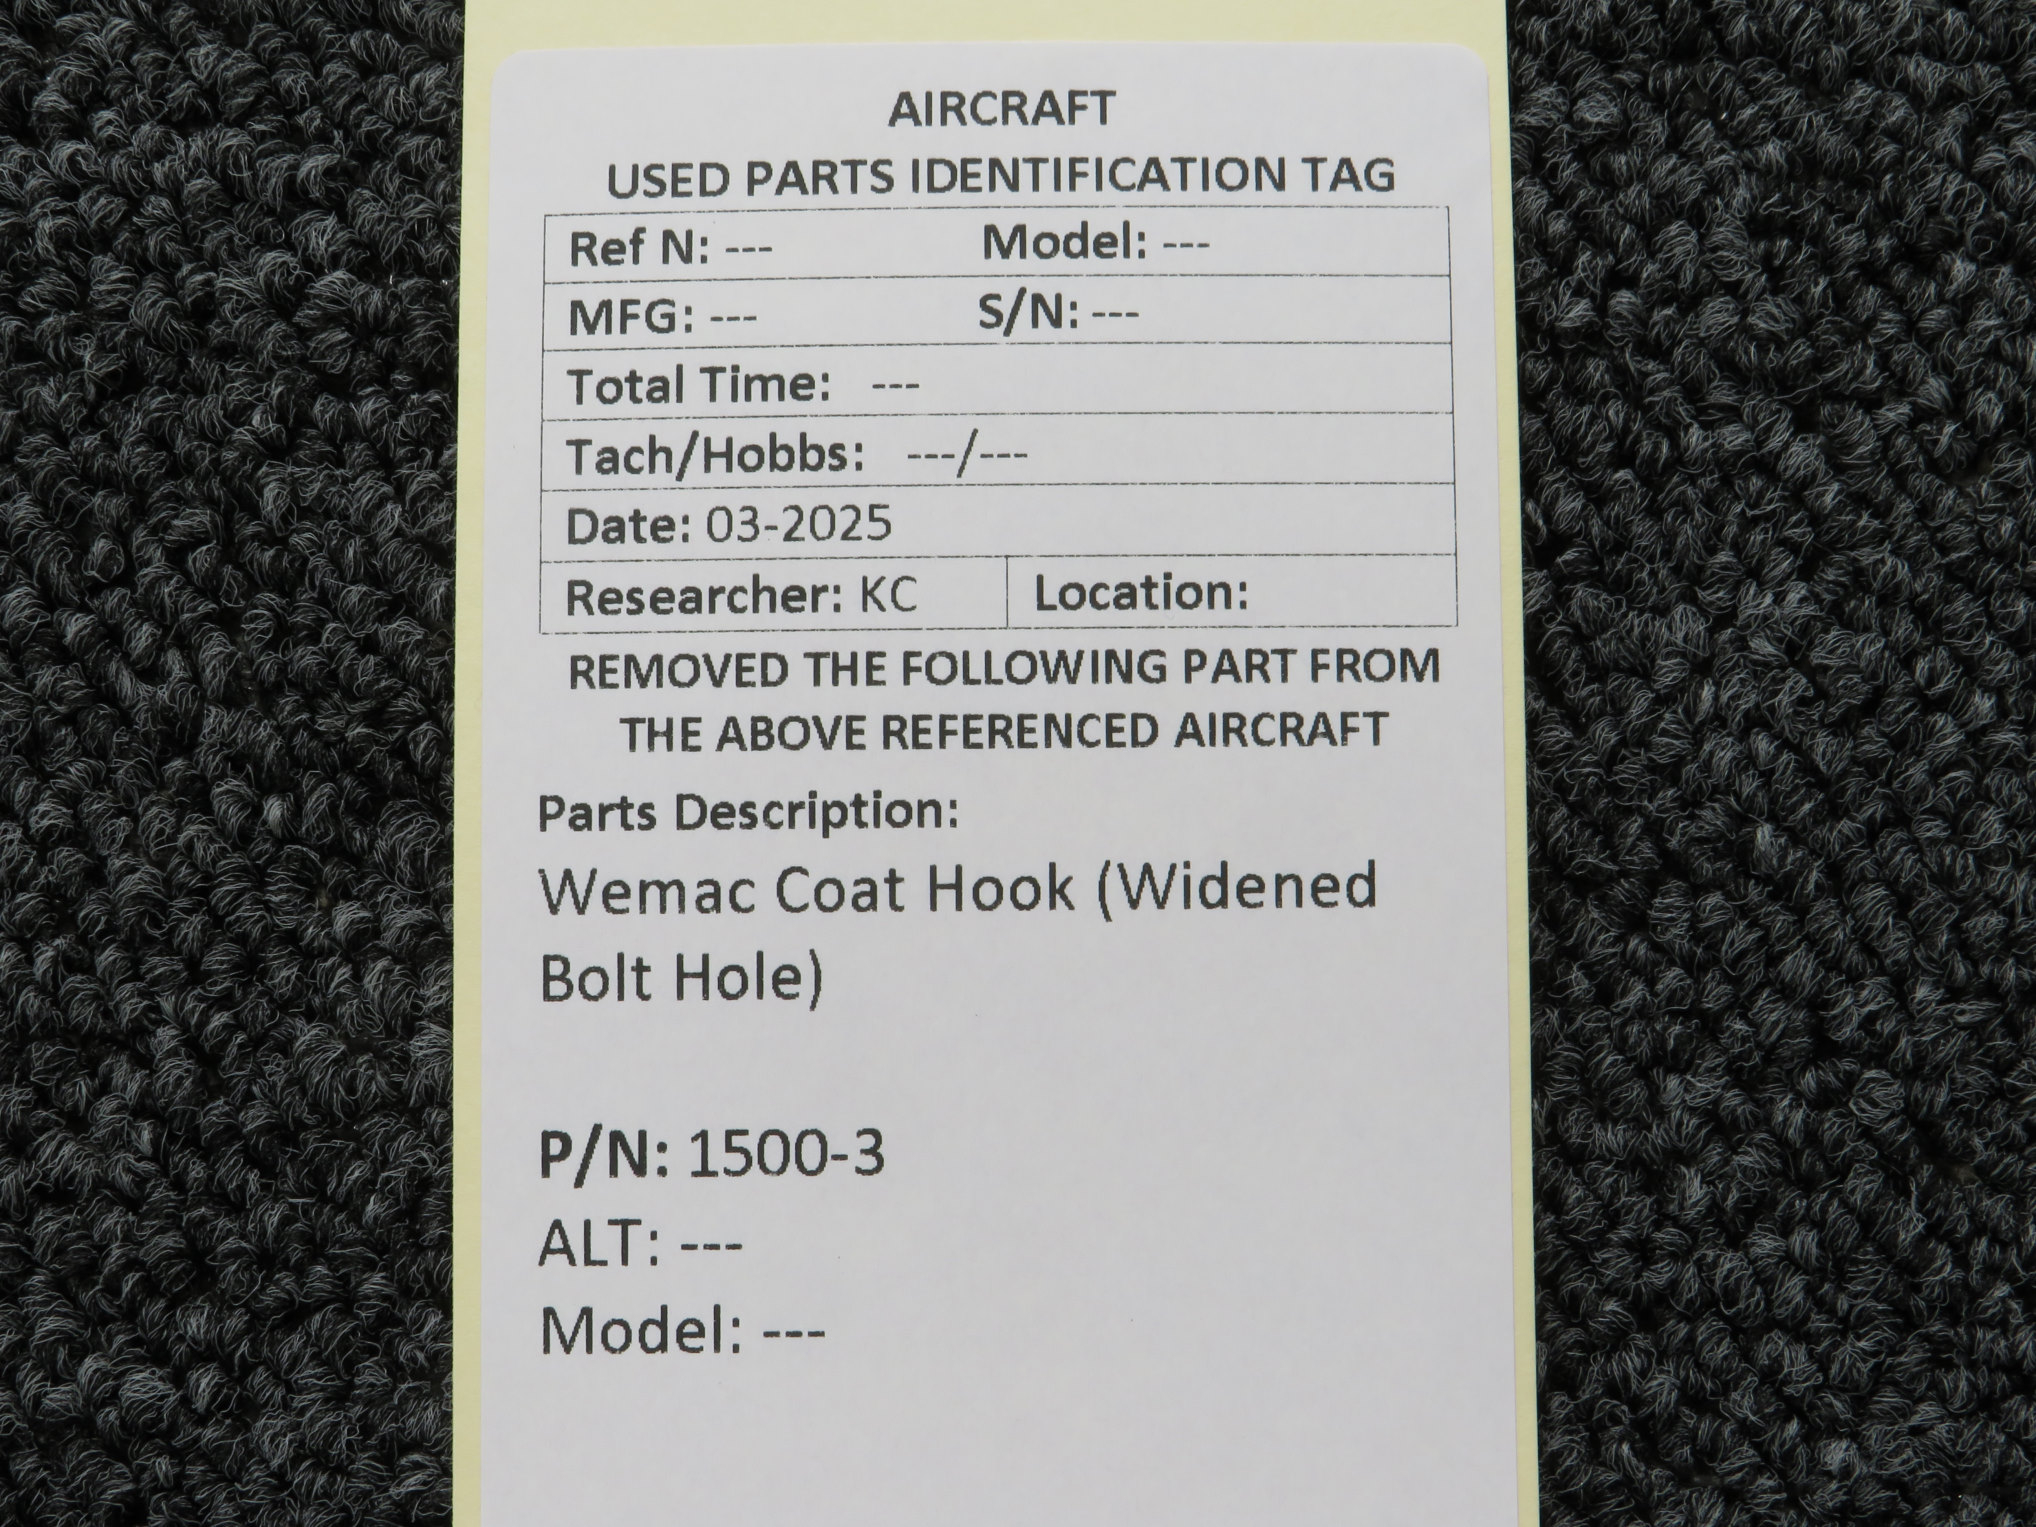 AIRCRAFT
USED PARTS IDENTIFICATION TAG
Ref N: --- Model: ---
MFG: --- S/N: ---
Total Time: ---
Tach/Hobbs: ---/---
Date: 03-2025
Researcher: KC Location:
REMOVED THE FOLLOWING PART FROM
THE ABOVE REFERENCED AIRCRAFT
Parts Description:
Wemac Coat Hook (Widened
Bolt Hole)
P/N: 1500-3
ALT: ---
Model: ---